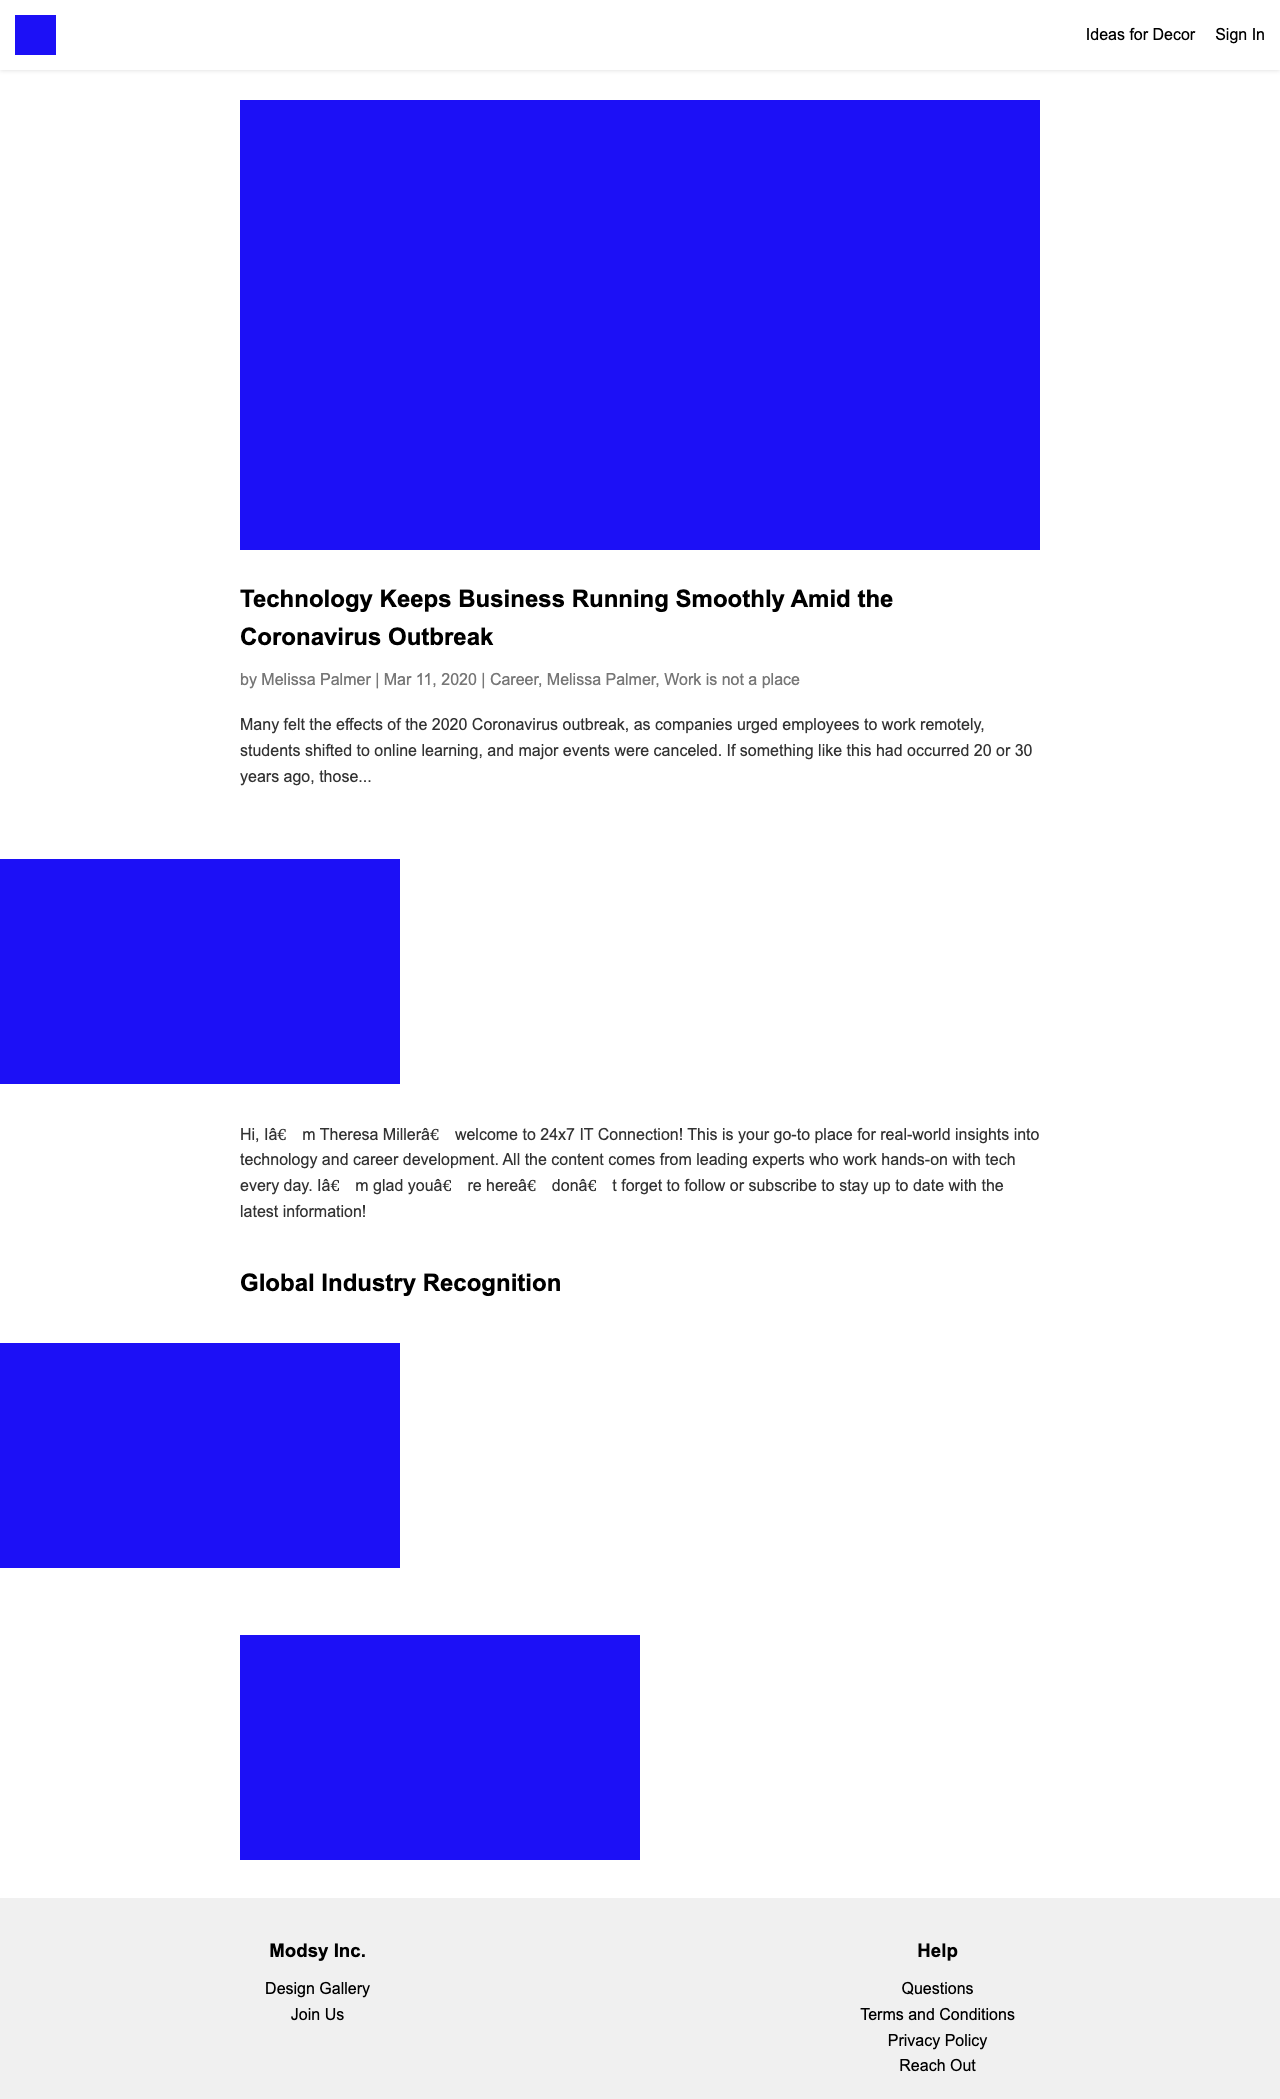 Ideas for Decor Sign In
Technology Keeps Business Running Smoothly Amid the
Coronavirus Outbreak
by Melissa Palmer | Mar 11, 2020 | Career, Melissa Palmer, Work is not a place
Many felt the effects of the 2020 Coronavirus outbreak, as companies urged employees to work remotely,
students shifted to online learning, and major events were canceled. If something like this had occurred 20 or 30
years ago, those...
Hi, Iâ€ m Theresa Millerâ€ welcome to 24x7 IT Connection! This is your go-to place for real-world insights into
technology and career development. All the content comes from leading experts who work hands-on with tech
every day. Iâ€ m glad youâ€ re hereâ€ donâ€ t forget to follow or subscribe to stay up to date with the
latest information!
Global Industry Recognition
Modsy Inc.
Design Gallery
Join Us
Help
Questions
Terms and Conditions
Privacy Policy
Reach Out